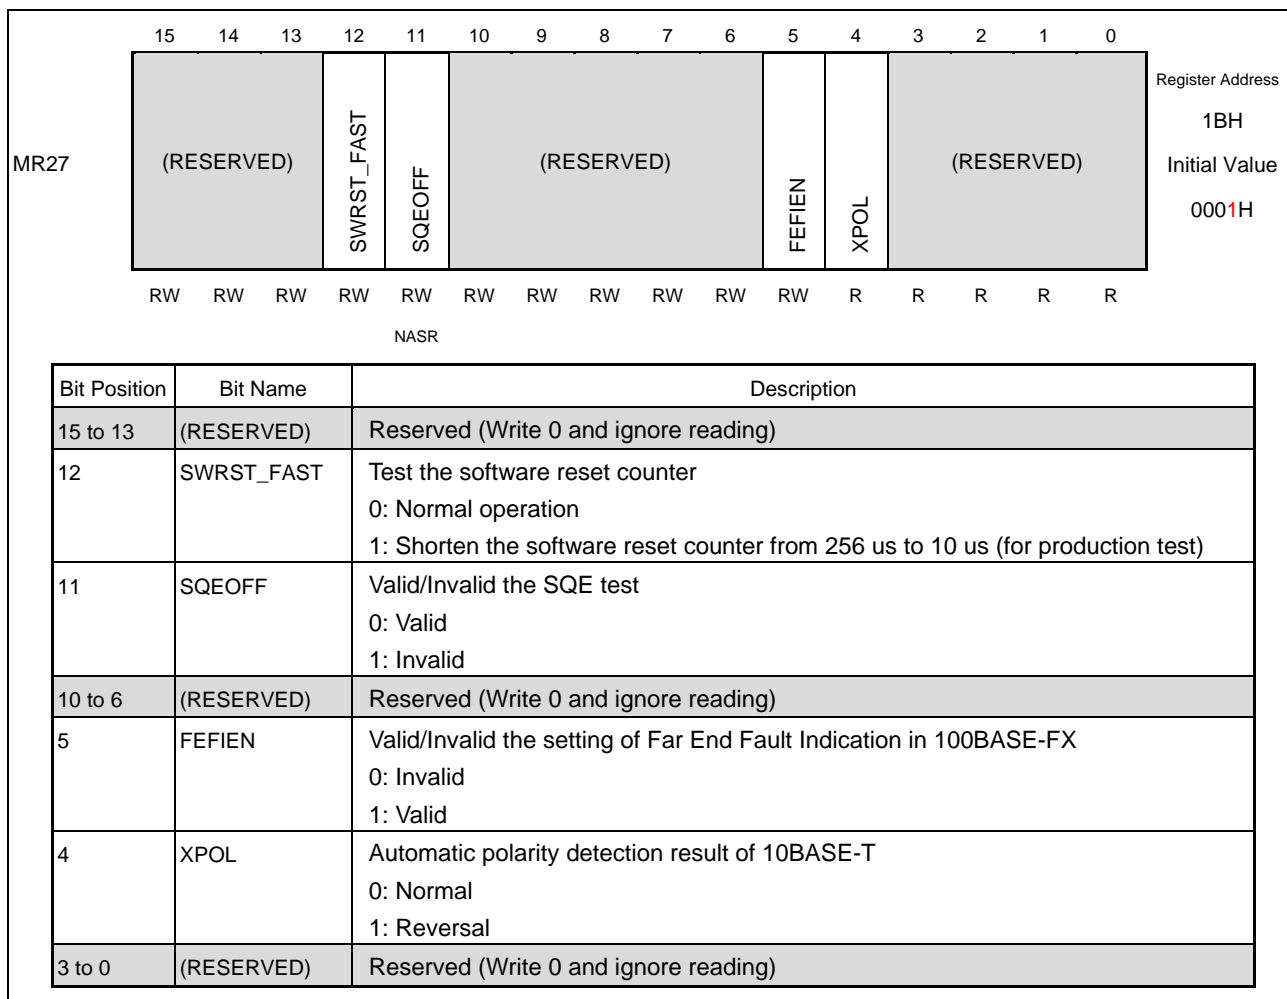 15 14 13 12 11 10 9 8 7 6 5 4 3 2 1 0
Register Address
1BH
MR27 (RESERVED) SWRST_FAST SQEOFF (RESERVED) FEFIEN XPOL (RESERVED) Initial Value
0001H
RW RW RW RW RW RW RW RW RW RW RW R R R R R
NASR
Bit Position Bit Name Description
15 to 13 (RESERVED) Reserved (Write 0 and ignore reading)
12 SWRST_FAST Test the software reset counter
0: Normal operation
1: Shorten the software reset counter from 256 us to 10 us (for production test)
11 SQEOFF Valid/Invalid the SQE test
0: Valid
1: Invalid
10 to 6 (RESERVED) Reserved (Write 0 and ignore reading)
5 FEFIEN Valid/Invalid the setting of Far End Fault Indication in 100BASE-FX
0: Invalid
1: Valid
4 XPOL Automatic polarity detection result of 10BASE-T
0: Normal
1: Reversal
3 to 0 (RESERVED) Reserved (Write 0 and ignore reading)